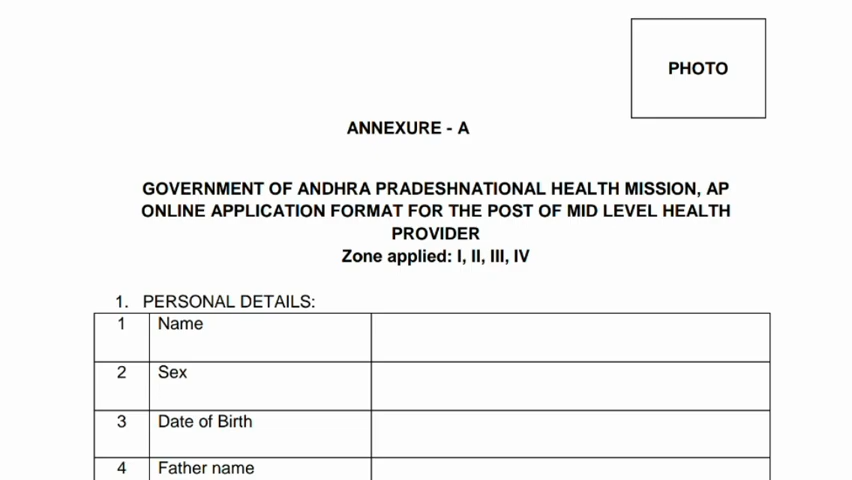 PHOTO
ANNEXURE - A
GOVERNMENT OF ANDHRA PRADESHNATIONAL HEALTH MISSION, AP
ONLINE APPLICATION FORMAT FOR THE POST OF MID LEVEL HEALTH
PROVIDER
Zone applied: I, II, III, IV
1. PERSONAL DETAILS:
1 Name
2 Sex
3 Date of Birth
4 Father name